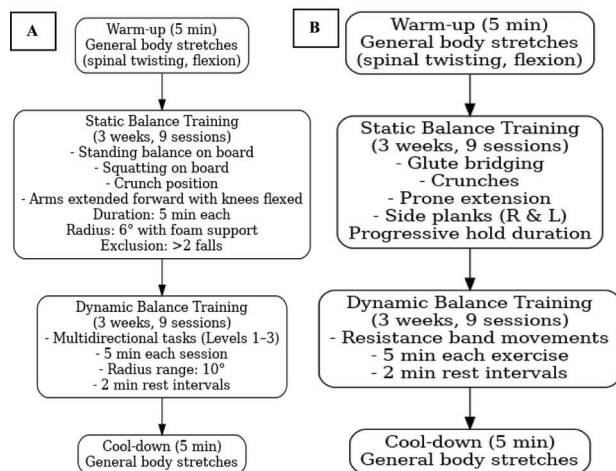 A
Warm-up (5 min)
General body stretches
(spinal twisting, flexion)
Static Balance Training
(3 weeks, 9 sessions)
- Standing balance on board
- Squatting on board
- Crunch position
- Arms extended forward with knees flexed
Duration: 5 min each
Radius: 6° with foam support
Exclusion: >2 falls
Dynamic Balance Training
(3 weeks, 9 sessions)
- Multidirectional tasks (Levels 1–3)
- 5 min each session
- Radius range: 10°
- 2 min rest intervals
Cool-down (5 min)
General body stretches
B
Warm-up (5 min)
General body stretches
(spinal twisting, flexion)
Static Balance Training
(3 weeks, 9 sessions)
- Glute bridging
- Crunches
- Prone extension
- Side planks (R & L)
Progressive hold duration
Dynamic Balance Training
(3 weeks, 9 sessions)
- Resistance band movements
- 5 min each exercise
- 2 min rest intervals
Cool-down (5 min)
General body stretches